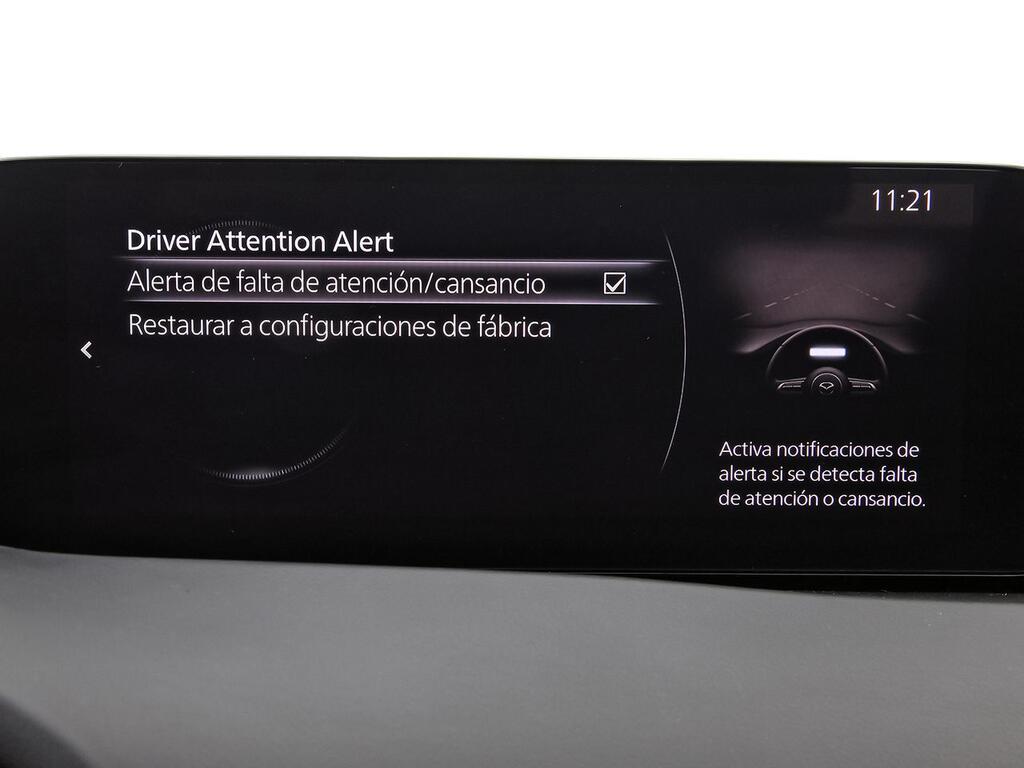 11:21
Driver Attention Alert
Alerta de falta de atención/cansancio
Restaurar a configuraciones de fábrica
Activa notificaciones de
alerta si se detecta falta
de atención o cansancio.